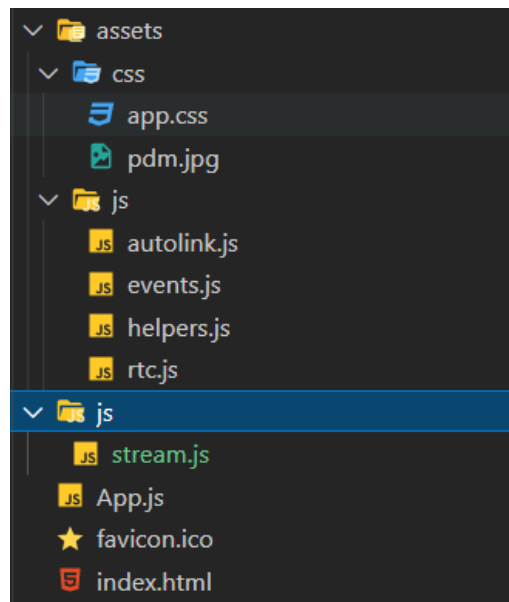 assets
css
app.css
pdm.jpg
js
autolink.js
events.js
helpers.js
rtc.js
js
stream.js
App.js
favicon.ico
index.html